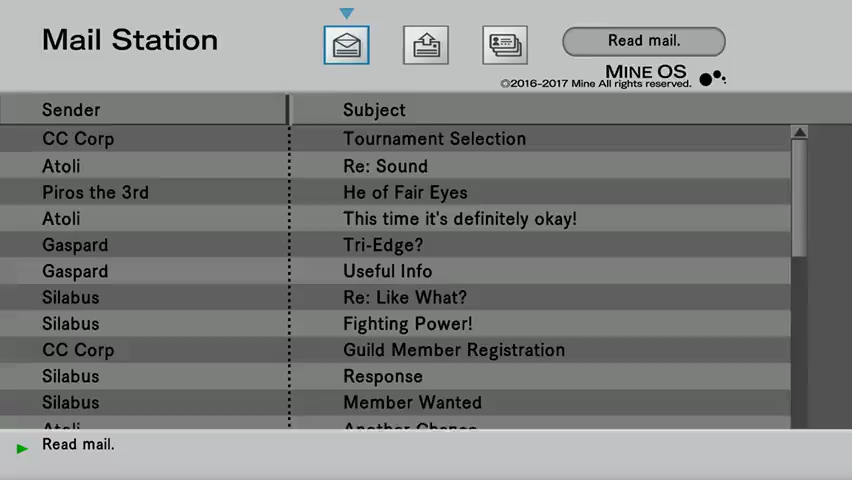 Mail Station
Read mail.
MINE OS
©2016-2017 Mine All rights reserved.
Sender Subject
CC Corp Tournament Selection
Atoli Re: Sound
Piros the 3rd He of Fair Eyes
Atoli This time it's definitely okay!
Gaspard Tri-Edge?
Gaspard Useful Info
Silabus Re: Like What?
Silabus Fighting Power!
CC Corp Guild Member Registration
Silabus Response
Silabus Member Wanted
Atoli Another Chance
Read mail.